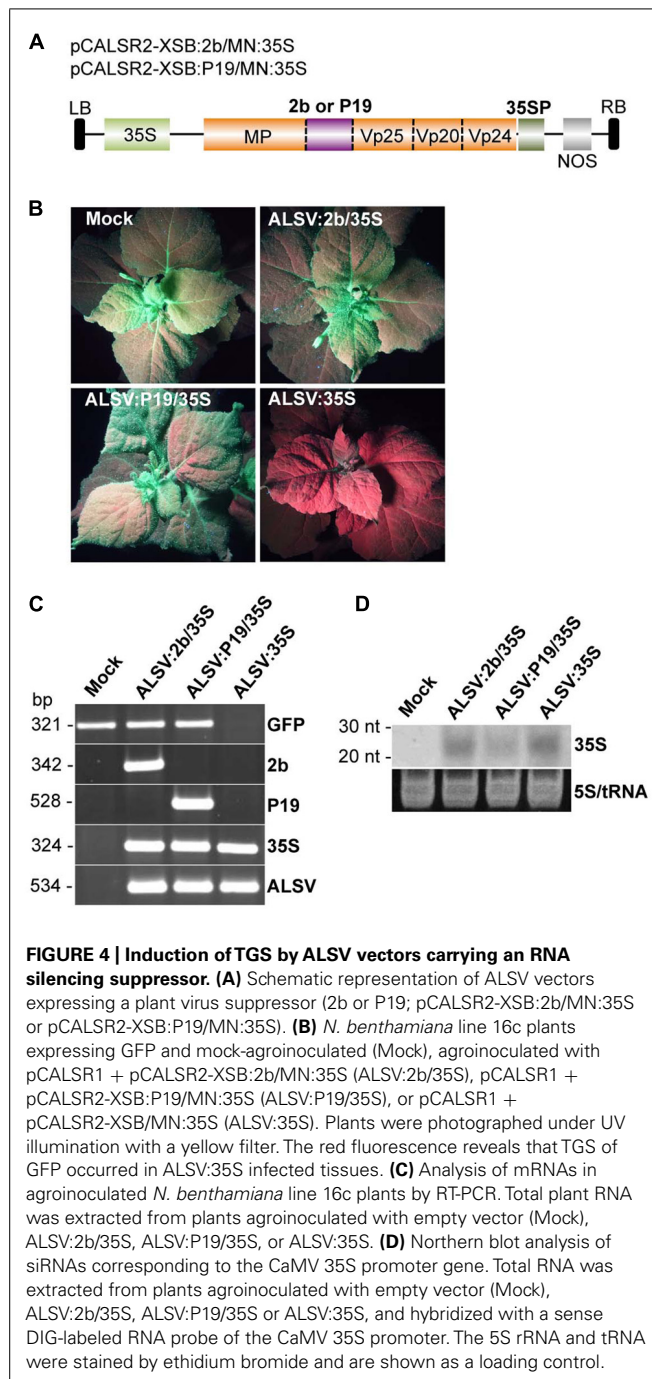 A
pCALSR2-XSB:2b/MN:35S
pCALSR2-XSB:P19/MN:35S
LB 2b or P19 35SP RB
35S MP Vp25 Vp20 Vp24
NOS
B
Mock ALSV:2b/35S
ALSV:P19/35S ALSV:35S
C
Mock ALSV:2b/35S ALSV:P19/35S ALSV:35S
bp
321 - GFP
342 - 2b
528 - P19
324 - 35S
534 - ALSV
D
Mock ALSV:2b/35S ALSV:P19/35S ALSV:35S
30 nt -
20 nt - 35S
5S/tRNA
FIGURE 4 | Induction of TGS by ALSV vectors carrying an RNA
silencing suppressor. (A) Schematic representation of ALSV vectors
expressing a plant virus suppressor (2b or P19; pCALSR2-XSB:2b/MN:35S
or pCALSR2-XSB:P19/MN:35S). (B) N. benthamiana line 16c plants
expressing GFP and mock-agroinoculated (Mock), agroinoculated with
pCALSR1 + pCALSR2-XSB:2b/MN:35S (ALSV:2b/35S), pCALSR1 +
pCALSR2-XSB:P19/MN:35S (ALSV:P19/35S), or pCALSR1 +
pCALSR2-XSB/MN:35S (ALSV:35S). Plants were photographed under UV
illumination with a yellow filter. The red fluorescence reveals that TGS of
GFP occurred in ALSV:35S infected tissues. (C) Analysis of mRNAs in
agroinoculated N. benthamiana line 16c plants by RT-PCR. Total plant RNA
was extracted from plants agroinoculated with empty vector (Mock),
ALSV:2b/35S, ALSV:P19/35S, or ALSV:35S. (D) Northern blot analysis of
siRNAs corresponding to the CaMV 35S promoter gene. Total RNA was
extracted from plants agroinoculated with empty vector (Mock),
ALSV:2b/35S, ALSV:P19/35S or ALSV:35S, and hybridized with a sense
DIG-labeled RNA probe of the CaMV 35S promoter. The 5S rRNA and tRNA
were stained by ethidium bromide and are shown as a loading control.